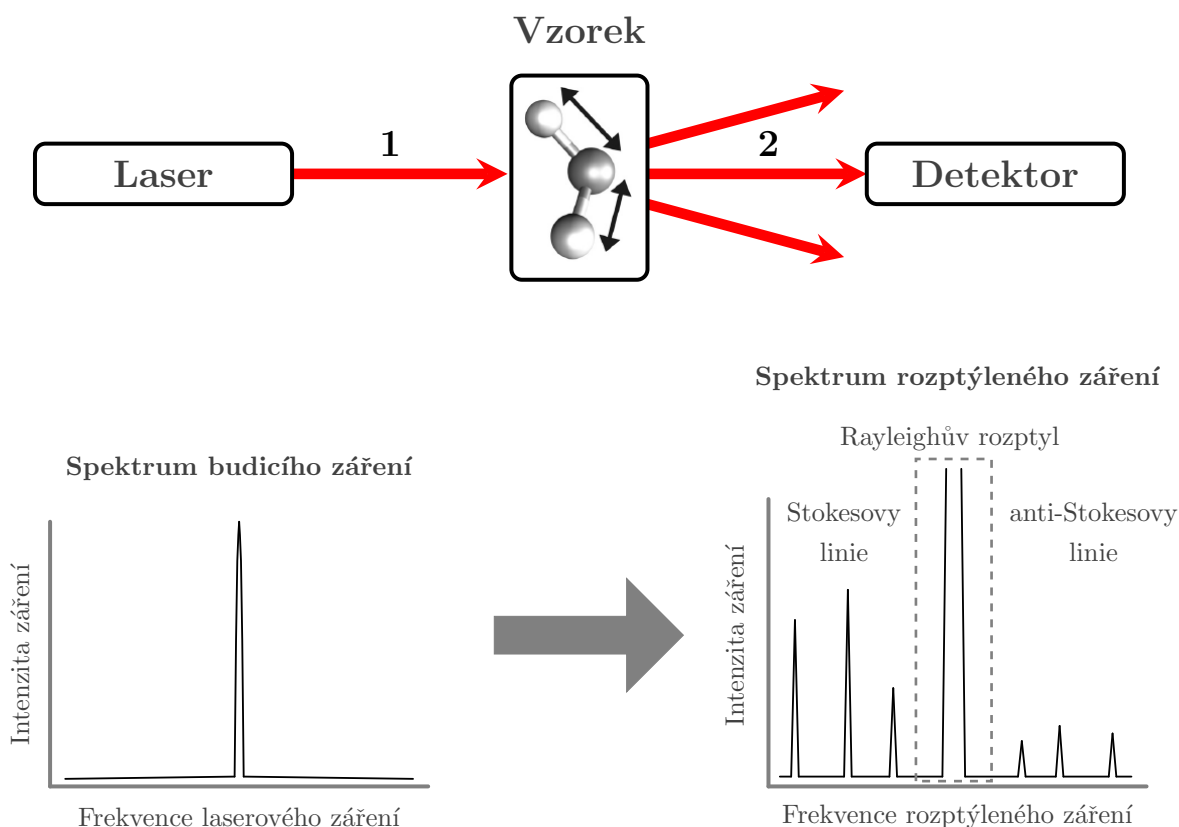 Vzorek
1
2
Laser
Detektor
Spektrum rozptýleného záření
Rayleighův rozptyl
Spektrum budicího záření
Stokesovy
linie
anti-Stokesovy
linie
Intenzita záření
Intenzita záření
Frekvence laserového záření
Frekvence rozptýleného záření